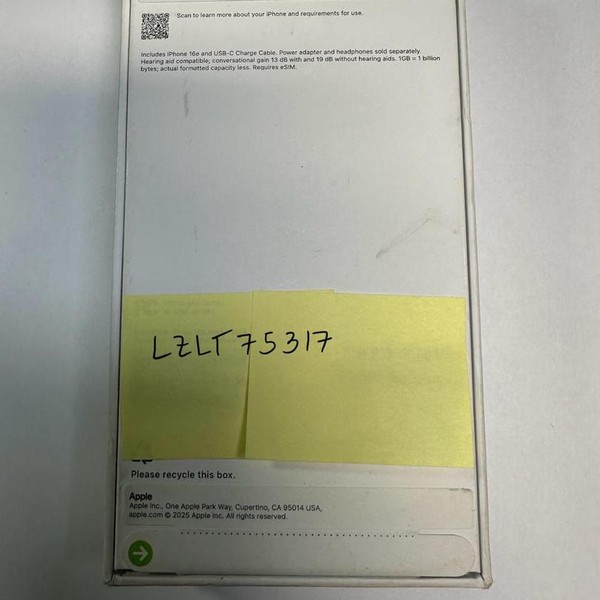 Scan to learn more about your iPhone and requirements for use.
Includes iPhone 16e and USB-C Charge Cable. Power adapter and headphones sold separately.
Hearing aid compatible; conversational gain 13 dB with and 19 dB without hearing aids. 1GB = 1 billion
bytes; actual formatted capacity less. Requires eSIM.
LZLT75317
Please recycle this box.
Apple
Apple Inc., One Apple Park Way, Cupertino, CA 95014 USA,
apple.com © 2025 Apple Inc. All rights reserved.